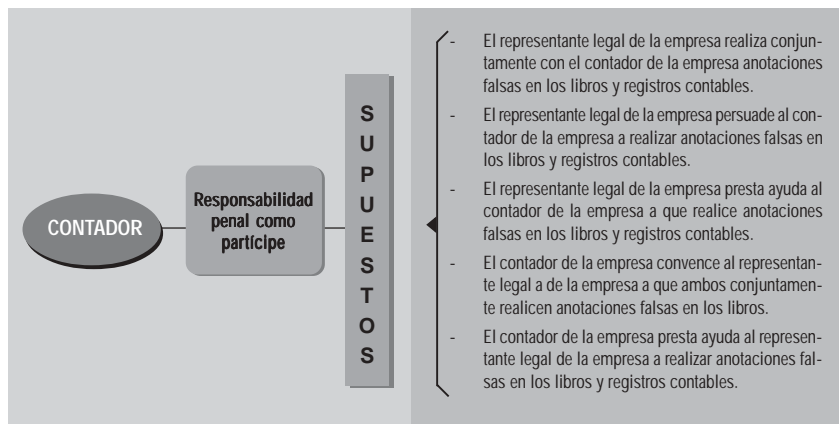 CONTADOR
Responsabilidad
penal como
partícipe
S
U
P
U
E
S
T
O
S
- El representante legal de la empresa realiza conjun-
tamente con el contador de la empresa anotaciones
falsas en los libros y registros contables.
- El representante legal de la empresa persuade al con-
tador de la empresa a realizar anotaciones falsas en
los libros y registros contables.
- El representante legal de la empresa presta ayuda al
contador de la empresa a que realice anotaciones
falsas en los libros y registros contables.
- El contador de la empresa convence al representan-
te legal a de la empresa a que ambos conjuntamen-
te realicen anotaciones falsas en los libros.
- El contador de la empresa presta ayuda al represen-
tante legal de la empresa a realizar anotaciones fal-
sas en los libros y registros contables.